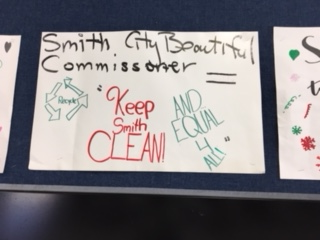 Smith, City Beautiful
Commissoner
Recycle
"Keep
Smith
CLEAN!
AND
EQUAL
4
ALL"